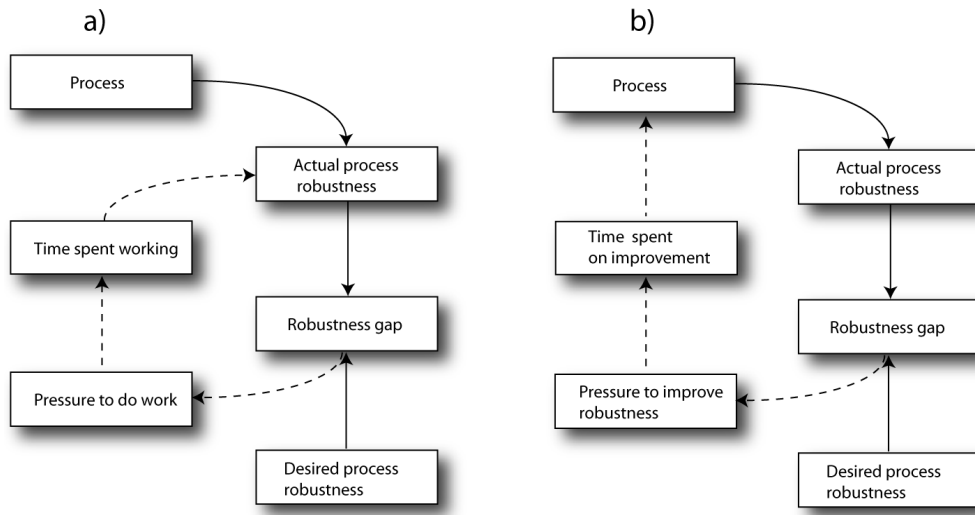 a)
Process
Actual process
robustness
Time spent working
Robustness gap
Pressure to do work
Desired process
robustness
b)
Process
Actual process
robustness
Time spent
on improvement
Robustness gap
Pressure to improve
robustness
Desired process
robustness